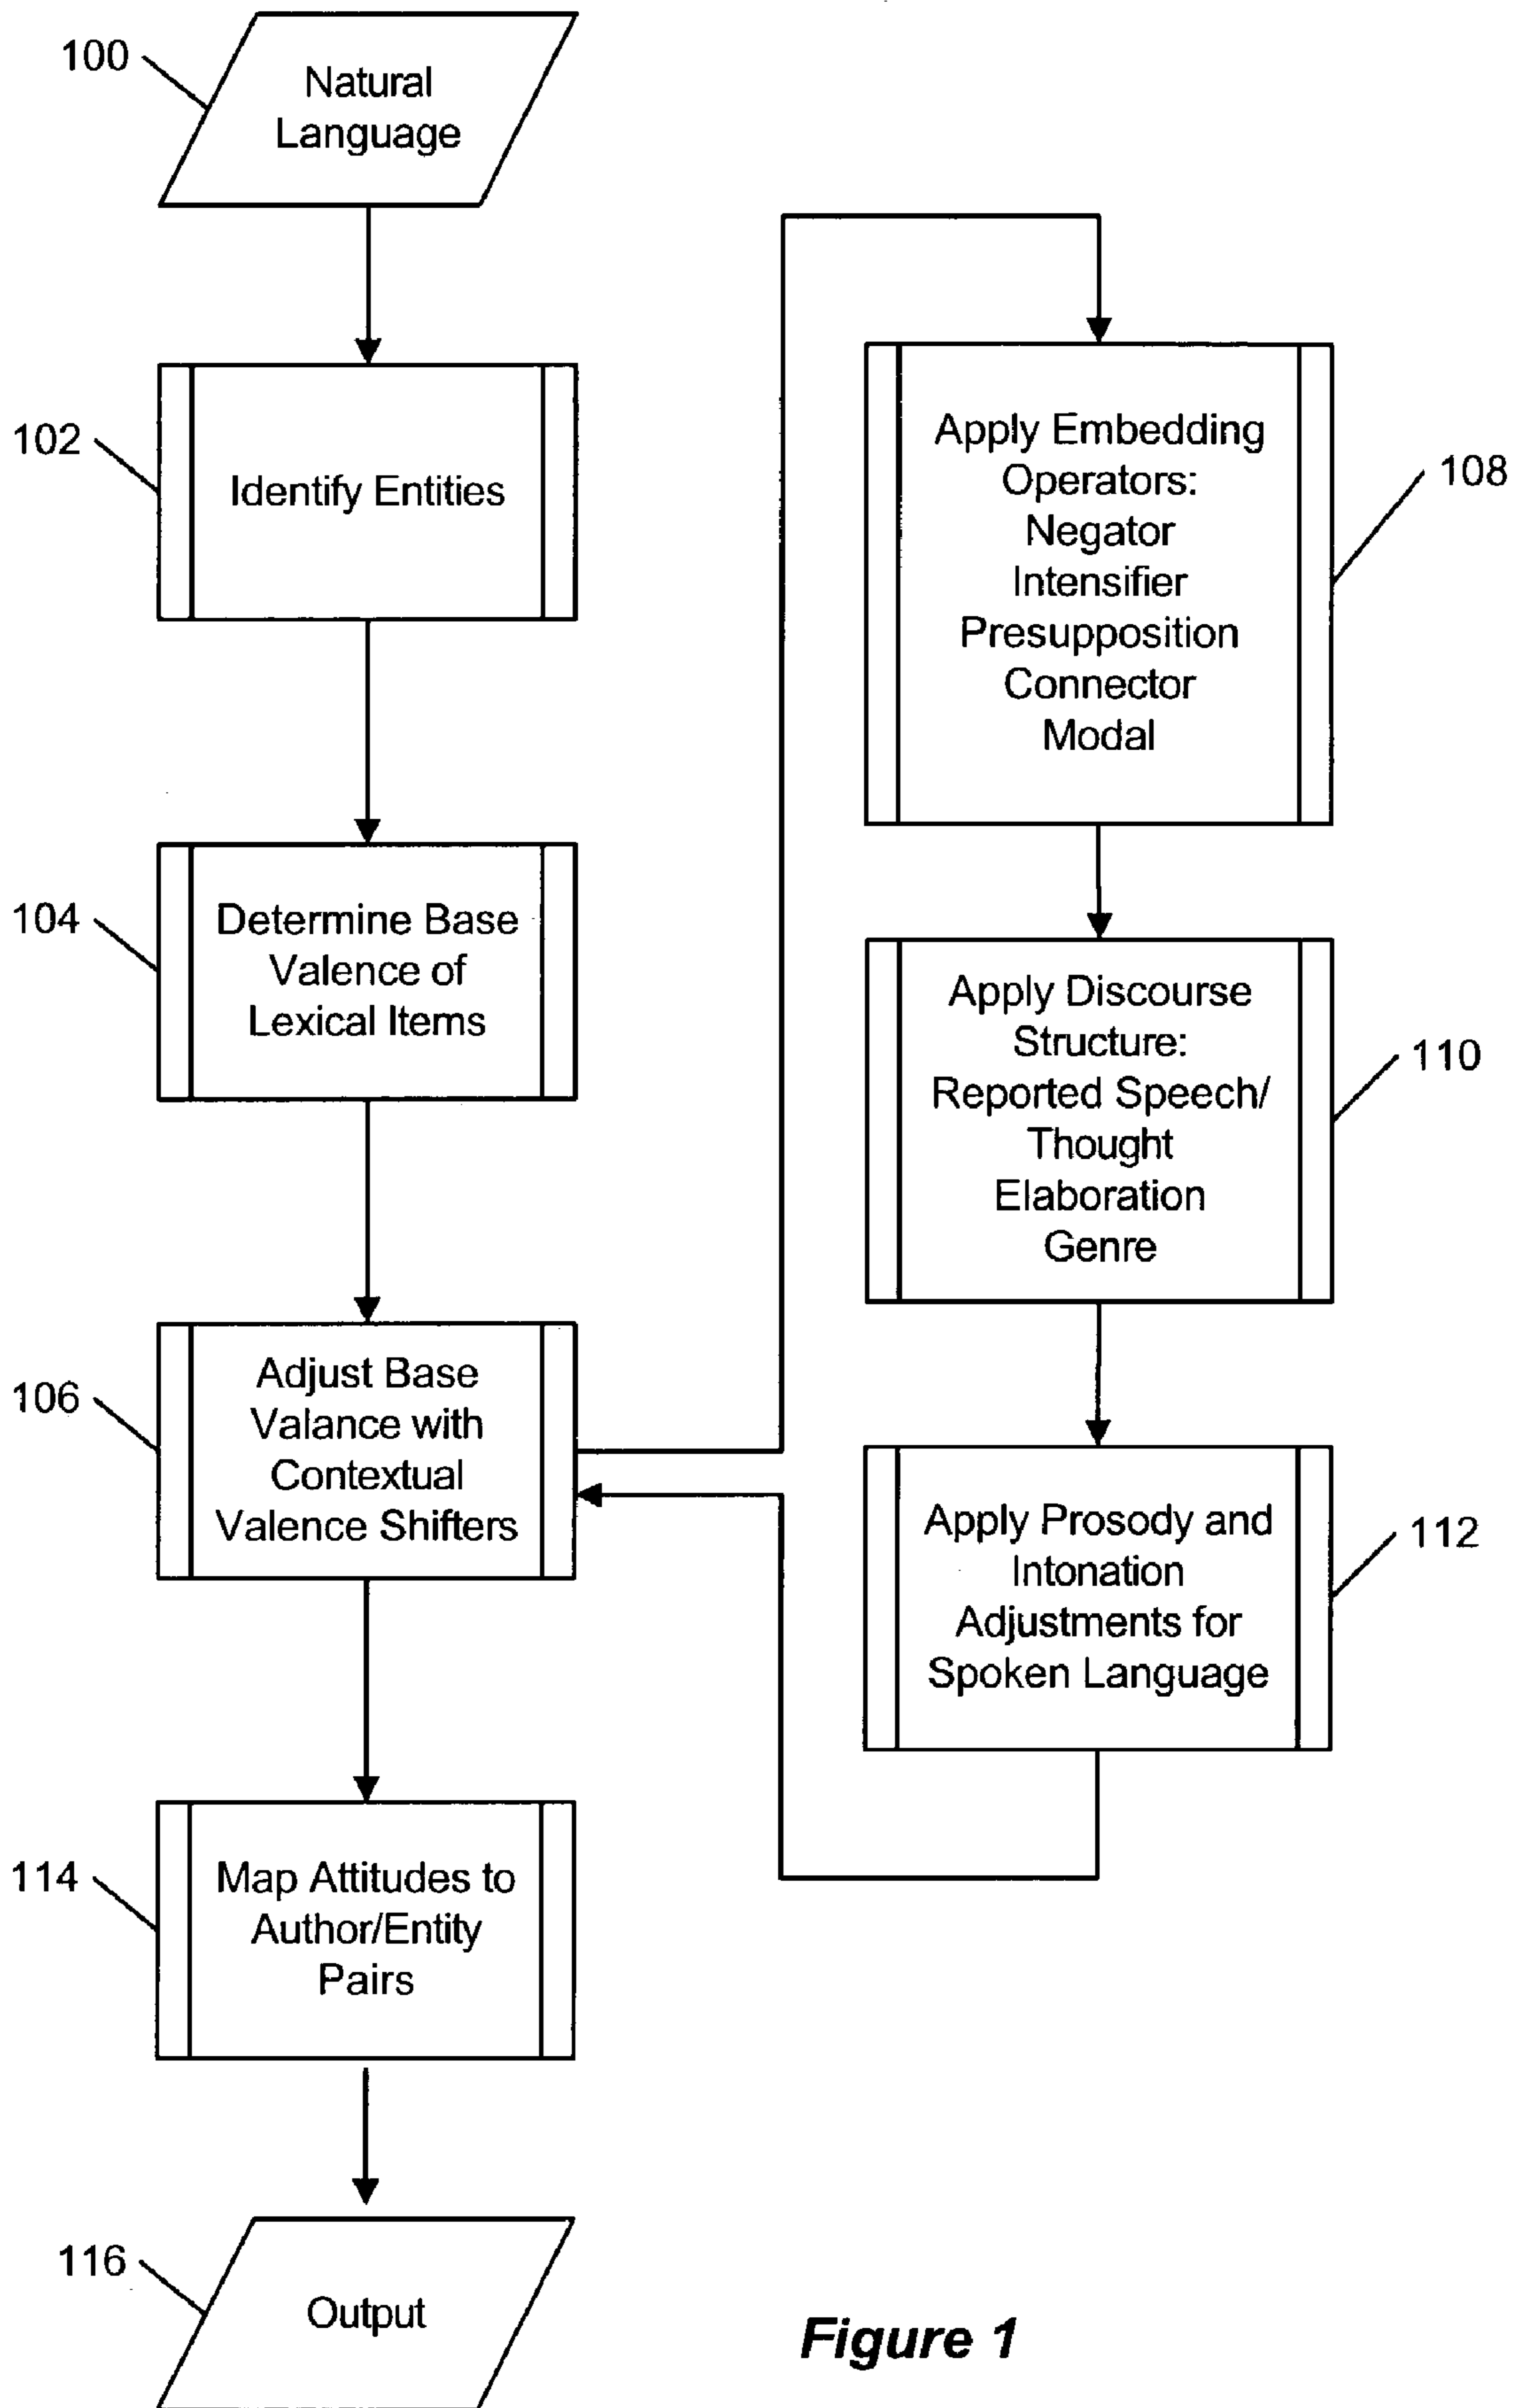 100
Natural
Language
102
Identify Entities
104
Determine Base
Valence of
Lexical Items
106
Adjust Base
Valance with
Contextual
Valence Shifters
108
Apply Embedding
Operators:
Negator
Intensifier
Presupposition
Connector
Modal
110
Apply Discourse
Structure:
Reported Speech/
Thought
Elaboration
Genre
112
Apply Prosody and
Intonation
Adjustments for
Spoken Language
114
Map Attitudes to
Author/Entity
Pairs
116
Output
Figure 1